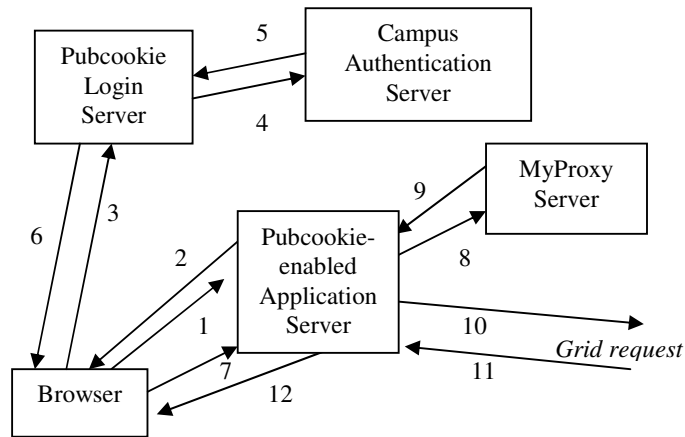 Pubcookie
Login
Server
5
4
Campus
Authentication
Server
6
3
2
1
7
12
Pubcookie-
enabled
Application
Server
9
8
MyProxy
Server
10
Grid request
11
Browser